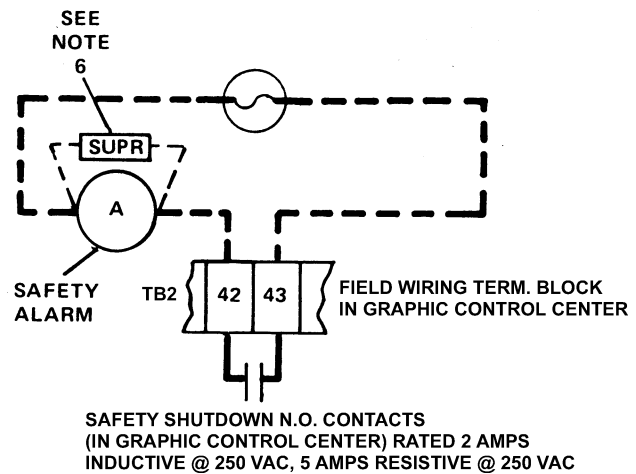 SEE
NOTE
6
SUPR
A
SAFETY
ALARM
TB2
42
43
FIELD WIRING TERM. BLOCK
IN GRAPHIC CONTROL CENTER
SAFETY SHUTDOWN N.O. CONTACTS
(IN GRAPHIC CONTROL CENTER) RATED 2 AMPS
INDUCTIVE @ 250 VAC, 5 AMPS RESISTIVE @ 250 VAC